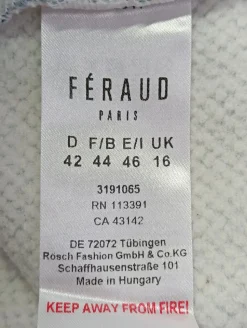 FÉRAUD
PARIS
D F/B E/I UK
42 44 46 16
3191065
RN 113391
CA 43142
DE 72072 Tübingen
Rösch Fashion GmbH & Co.KG
Schaffhausenstraße 101
Made in Hungary
KEEP AWAY FROM FIRE!